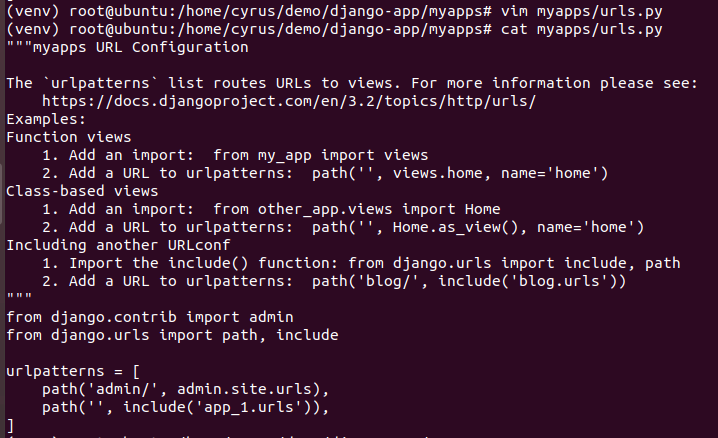 (venv) root@ubuntu:/home/cyrus/demo/django-app/myapps# vim myapps/urls.py
(venv) root@ubuntu:/home/cyrus/demo/django-app/myapps# cat myapps/urls.py
"""myapps URL Configuration

The `urlpatterns` list routes URLs to views. For more information please see:
    https://docs.djangoproject.com/en/3.2/topics/http/urls/
Examples:
Function views
    1. Add an import:  from my_app import views
    2. Add a URL to urlpatterns:  path('', views.home, name='home')
Class-based views
    1. Add an import:  from other_app.views import Home
    2. Add a URL to urlpatterns:  path('', Home.as_view(), name='home')
Including another URLconf
    1. Import the include() function: from django.urls import include, path
    2. Add a URL to urlpatterns:  path('blog/', include('blog.urls'))
"""
from django.contrib import admin
from django.urls import path, include

urlpatterns = [
    path('admin/', admin.site.urls),
    path('', include('app_1.urls')),
]